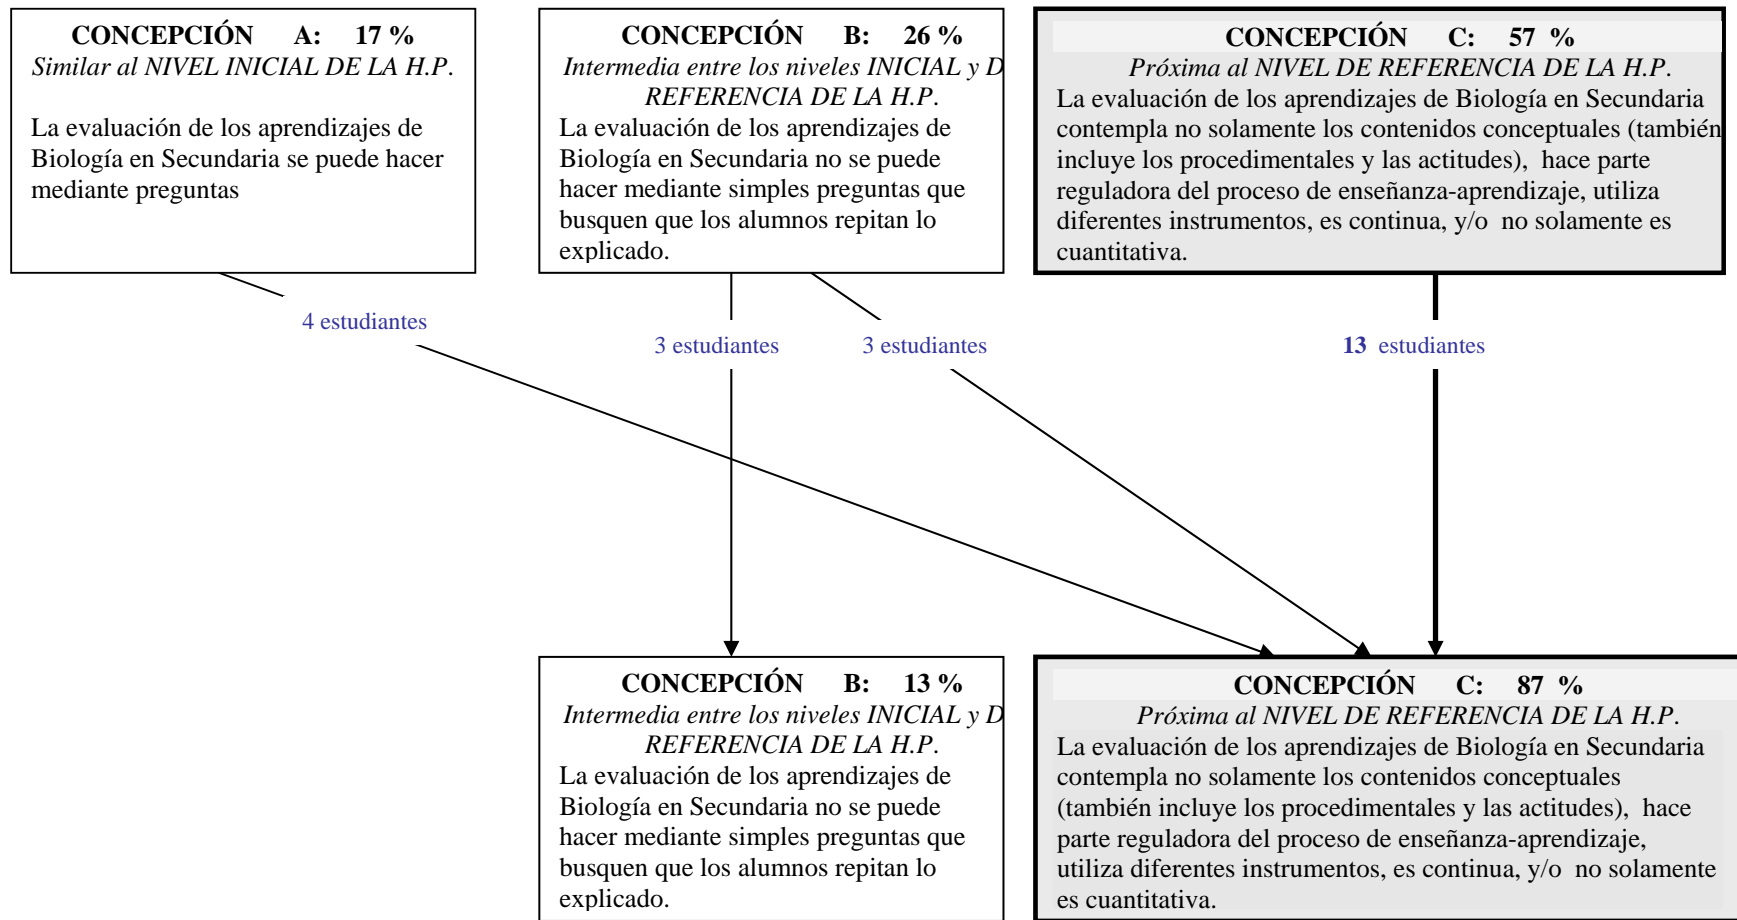 CONCEPCIÓN A: 17 %
Similar al NIVEL INICIAL DE LA H.P.
La evaluación de los aprendizajes de
Biología en Secundaria se puede hacer
mediante preguntas
CONCEPCIÓN B: 26 %
Intermedia entre los niveles INICIAL y D
REFERENCIA DE LA H.P.
La evaluación de los aprendizajes de
Biología en Secundaria no se puede
hacer mediante simples preguntas que
busquen que los alumnos repitan lo
explicado.
CONCEPCIÓN C: 57 %
Próxima al NIVEL DE REFERENCIA DE LA H.P.
La evaluación de los aprendizajes de Biología en Secundaria
contempla no solamente los contenidos conceptuales (también
incluye los procedimentales y las actitudes), hace parte
reguladora del proceso de enseñanza-aprendizaje, utiliza
diferentes instrumentos, es continua, y/o no solamente es
cuantitativa.
4 estudiantes
3 estudiantes
3 estudiantes
13 estudiantes
CONCEPCIÓN B: 13 %
Intermedia entre los niveles INICIAL y D
REFERENCIA DE LA H.P.
La evaluación de los aprendizajes de
Biología en Secundaria no se puede
hacer mediante simples preguntas que
busquen que los alumnos repitan lo
explicado.
CONCEPCIÓN C: 87 %
Próxima al NIVEL DE REFERENCIA DE LA H.P.
La evaluación de los aprendizajes de Biología en Secundaria
contempla no solamente los contenidos conceptuales
(también incluye los procedimentales y las actitudes), hace
parte reguladora del proceso de enseñanza-aprendizaje,
utiliza diferentes instrumentos, es continua, y/o no solamente
es cuantitativa.